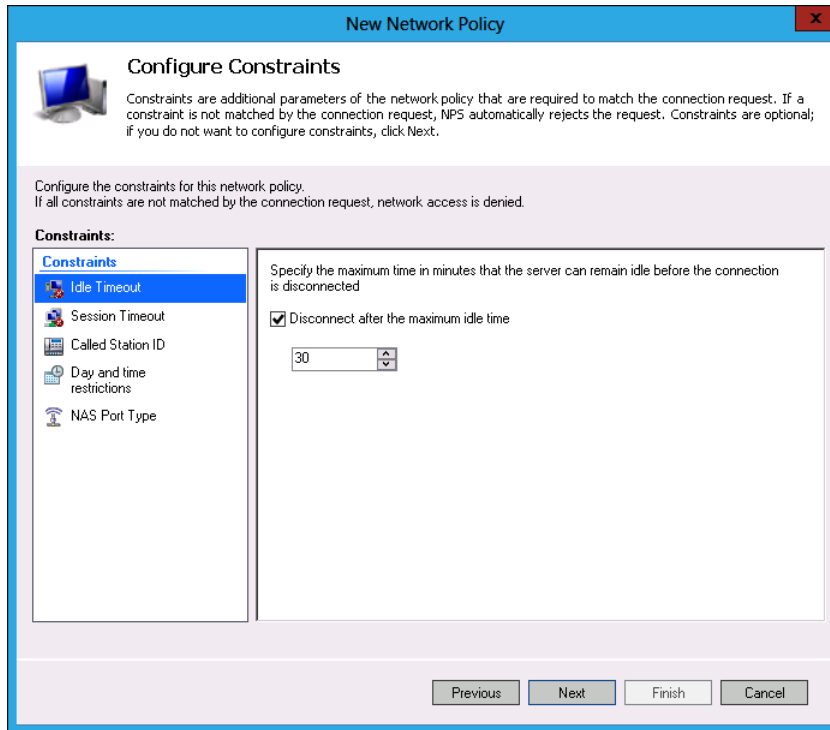 New Network Policy
x
Configure Constraints
Constraints are additional parameters of the network policy that are required to match the connection request. If a
constraint is not matched by the connection request, NPS automatically rejects the request. Constraints are optional;
if you do not want to configure constraints, click Next.
Configure the constraints for this network policy.
If all constraints are not matched by the connection request, network access is denied.
Constraints:
Constraints
Idle Timeout
Session Timeout
Called Station ID
Day and time
restrictions
NAS Port Type
Specify the maximum time in minutes that the server can remain idle before the connection
is disconnected
Disconnect after the maximum idle time
30
Previous
Next
Finish
Cancel